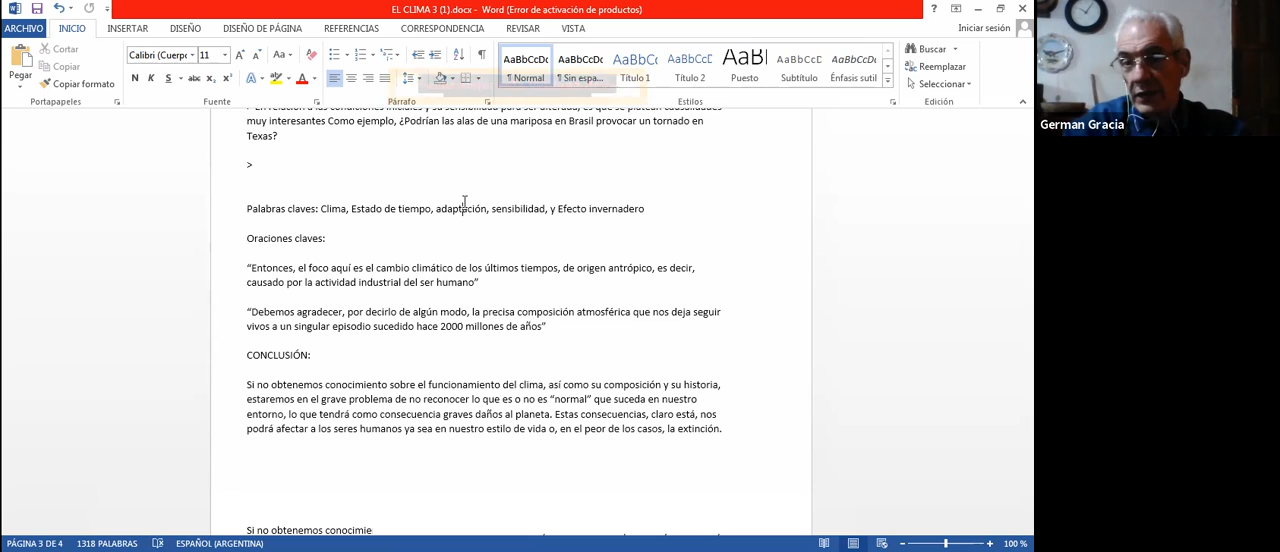 EL CLIMA 3 (1).docx - Word (Error de activación de productos)
ARCHIVO INICIO INSERTAR DISEÑO DISEÑO DE PÁGINA REFERENCIAS CORRESPONDENCIA REVISAR VISTA Iniciar sesión
Pegar
Cortar
Copiar
Copiar formato
Portapapeles
Calibri (Cuerpo 11
N K S abc x₂ x²
Fuente
Párrafo
AaBbCcDc AaBbCcDc AaBbCc AaBbCcD AaBl AaBbCcD AaBbCcDc
¶ Normal ¶ Sin espa... Título 1 Título 2 Puesto Subtítulo Énfasis sutil
Estilos
Buscar
Reemplazar
Seleccionar
Edición
German Gracia
muy interesantes Como ejemplo, ¿Podrían las alas de una mariposa en Brasil provocar un tornado en
Texas?
>
Palabras claves: Clima, Estado de tiempo, adaptación, sensibilidad, y Efecto invernadero
Oraciones claves:
“Entonces, el foco aquí es el cambio climático de los últimos tiempos, de origen antrópico, es decir,
causado por la actividad industrial del ser humano”
“Debemos agradecer, por decirlo de algún modo, la precisa composición atmosférica que nos deja seguir
vivos a un singular episodio sucedido hace 2000 millones de años”
CONCLUSIÓN:
Si no obtenemos conocimiento sobre el funcionamiento del clima, así como su composición y su historia,
estaremos en el grave problema de no reconocer lo que es o no es “normal” que suceda en nuestro
entorno, lo que tendrá como consecuencia graves daños al planeta. Estas consecuencias, claro está, nos
podrá afectar a los seres humanos ya sea en nuestro estilo de vida o, en el peor de los casos, la extinción.
Si no obtenemos conocimie
PÁGINA 3 DE 4 1318 PALABRAS ESPAÑOL (ARGENTINA) 100 %